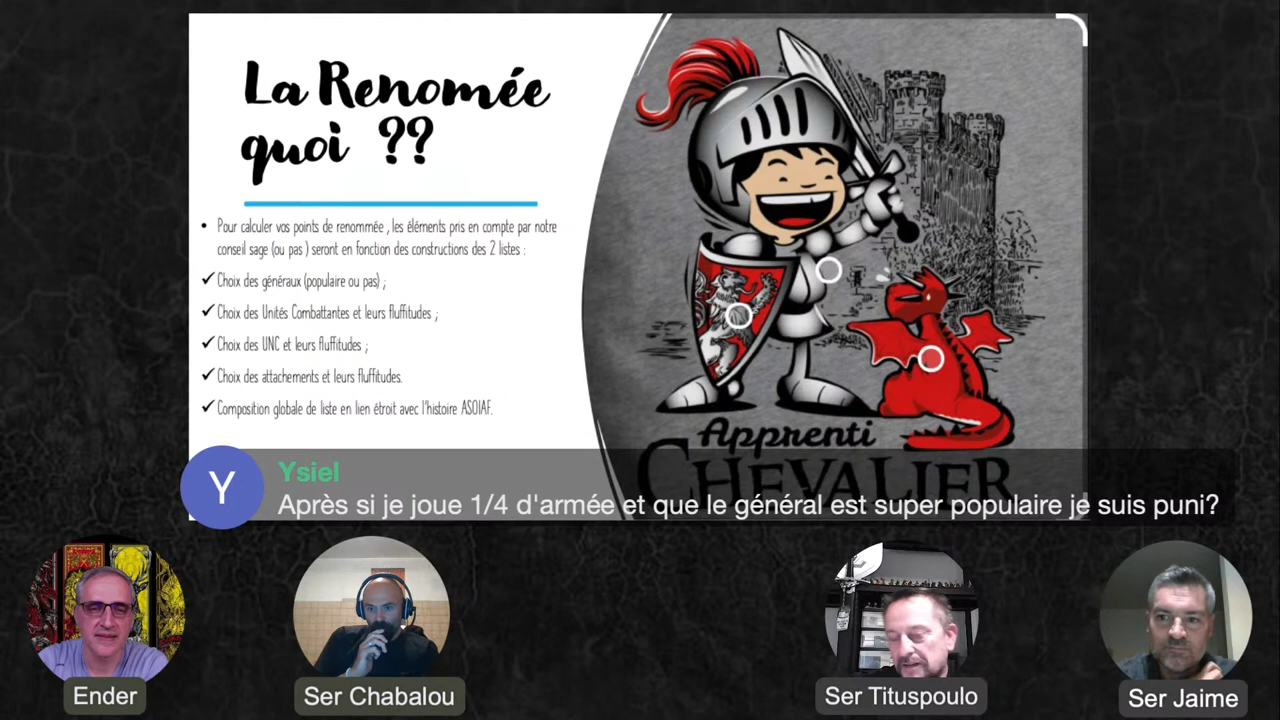 La Renomée
quoi ??
• Pour calculer vos points de renommée , les éléments pris en compte par notre
conseil sage (ou pas ) seront en fonction des constructions des 2 listes :
✓ Choix des généraux (populaire ou pas) ;
✓ Choix des Unités Combattantes et leurs fluffitudes ;
✓ Choix des UNC et leurs fluffitudes ;
✓ Choix des attachements et leurs fluffitudes.
✓ Composition globale de liste en lien étroit avec l'histoire ASOIAF.
Apprenti
CHEVALIER
Y
Ysiel
Après si je joue 1/4 d'armée et que le général est super populaire je suis puni?
Ender
Ser Chabalou
Ser Tituspoulo
Ser Jaime